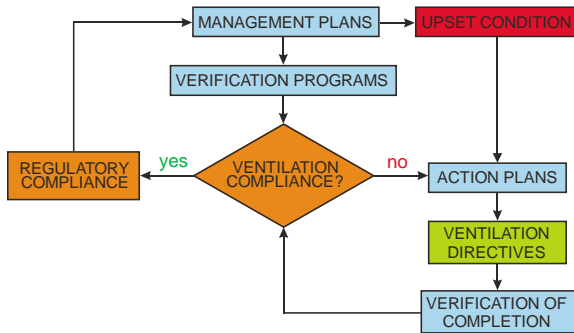 MANAGEMENT PLANS
UPSET CONDITION
VERIFICATION PROGRAMS
yes
no
REGULATORY
COMPLIANCE
VENTILATION
COMPLIANCE?
ACTION PLANS
VENTILATION
DIRECTIVES
VERIFICATION OF
COMPLETION